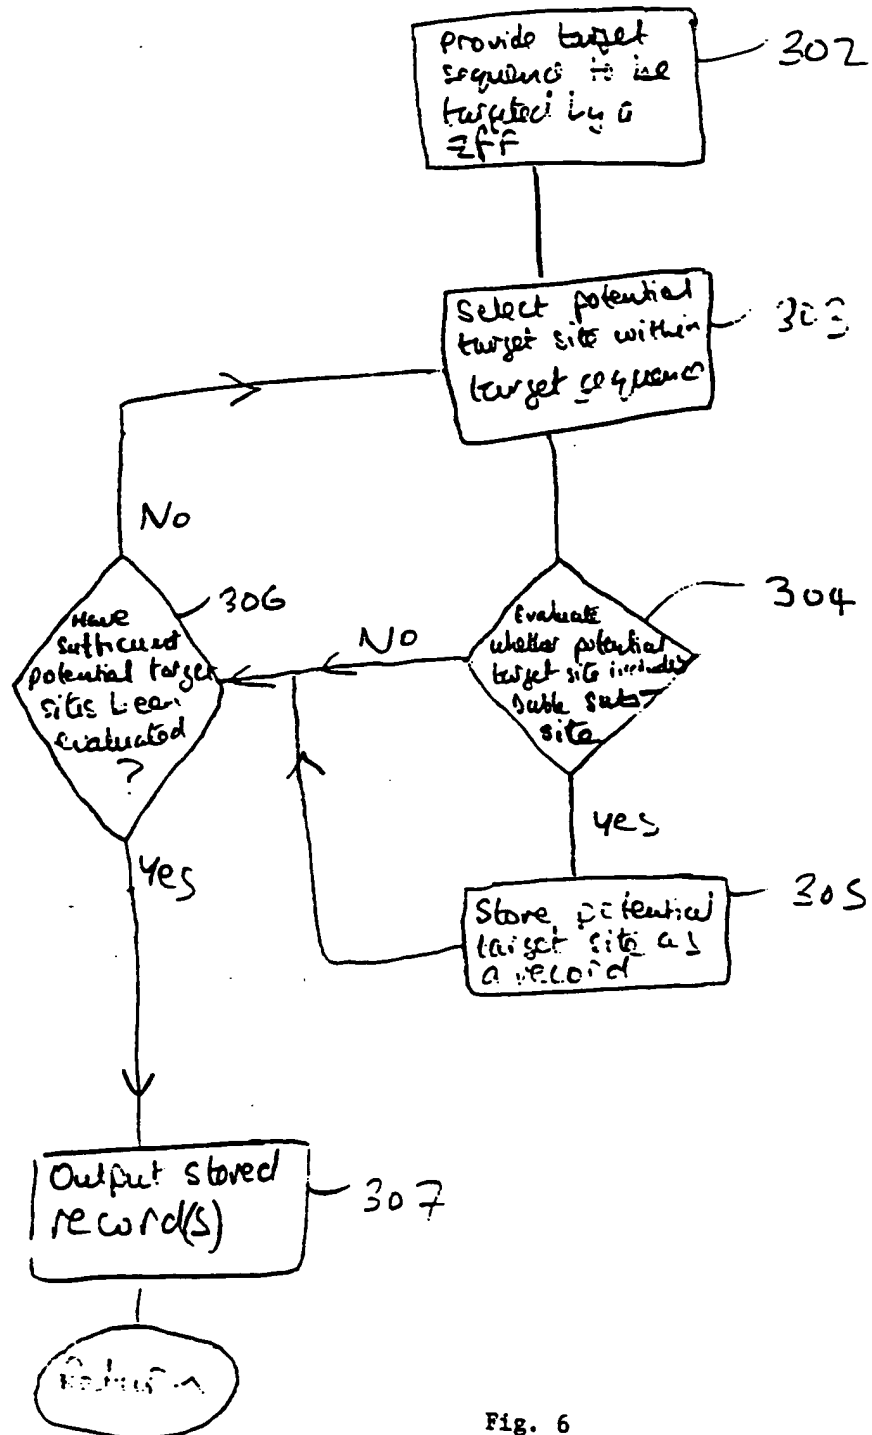 provide target
sequence to be
targeted by a
ZFP
302
Select potential
target site within
target sequence
303
No
306
Have
sufficient
potential target
sites been
evaluated
?
No
Evaluate
whether potential
target site includes
Double subst
site
304
yes
Yes
Store potential
target site as
a record
305
Output stored
record(s)
307
Return
Fig. 6